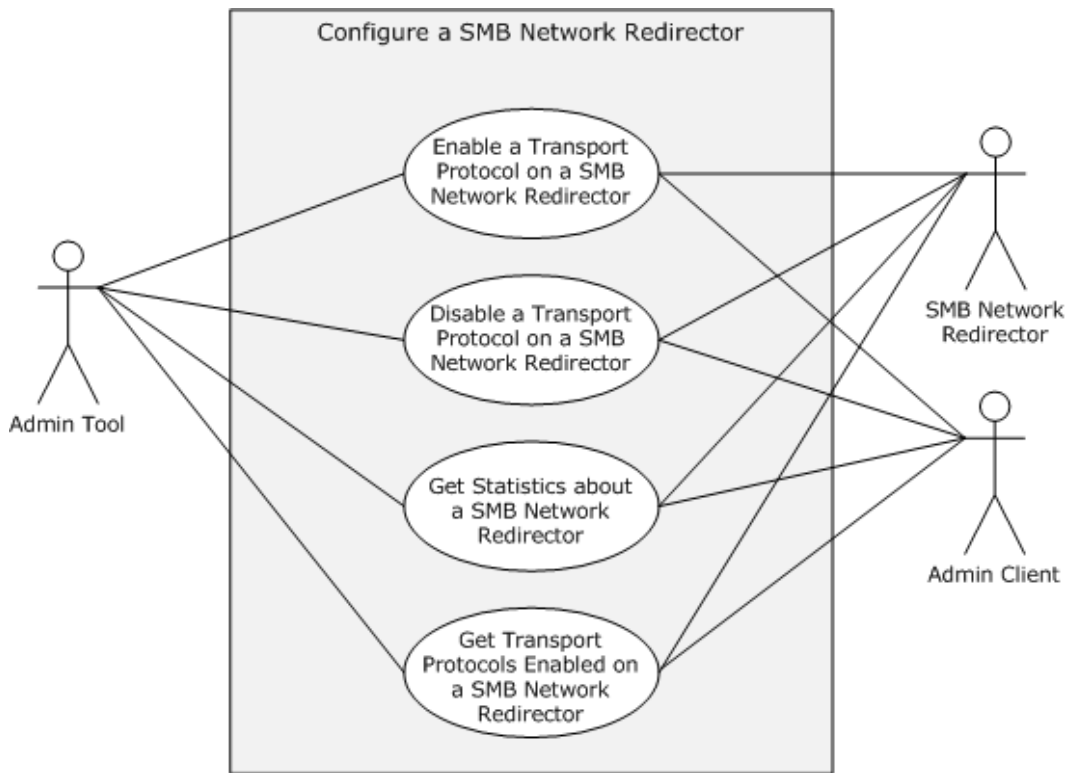 Configure a SMB Network Redirector
Enable a Transport
Protocol on a SMB
Network Redirector
Disable a Transport
Protocol on a SMB
Network Redirector
Get Statistics about
a SMB Network
Redirector
Get Transport
Protocols Enabled on
a SMB Network
Redirector
Admin Tool
SMB Network
Redirector
Admin Client